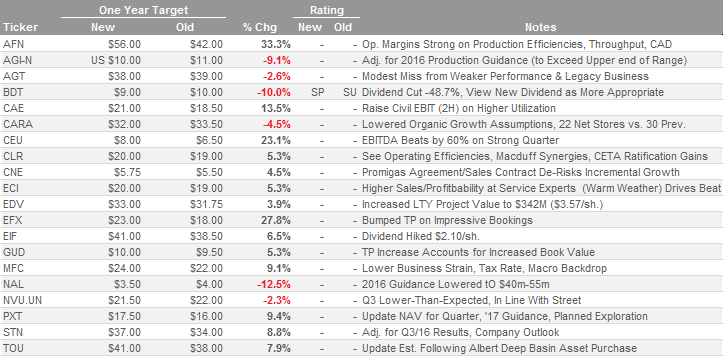 One Year Target Rating
Ticker New Old % Chg New Old Notes
AFN $56.00 $42.00 33.3% - - Op. Margins Strong on Production Efficiencies, Throughput, CAD
AGI-N US $10.00 $11.00 -9.1% - - Adj. for 2016 Production Guidance (to Exceed Upper end of Range)
AGT $38.00 $39.00 -2.6% - - Modest Miss from Weaker Performance & Legacy Business
BDT $9.00 $10.00 -10.0% SP SU Dividend Cut -48.7%, View New Dividend as More Appropriate
CAE $21.00 $18.50 13.5% - - Raise Civil EBIT (2H) on Higher Utilization
CARA $32.00 $33.50 -4.5% - - Lowered Organic Growth Assumptions, 22 Net Stores vs. 30 Prev.
CEU $8.00 $6.50 23.1% - - EBITDA Beats by 60% on Strong Quarter
CLR $20.00 $19.00 5.3% - - See Operating Efficiencies, Macduff Synergies, CETA Ratification Gains
CNE $5.75 $5.50 4.5% - - Promigas Agreement/Sales Contract De-Risks Incremental Growth
ECI $20.00 $19.00 5.3% - - Higher Sales/Profitbability at Service Experts (Warm Weather) Drives Beat
EDV $33.00 $31.75 3.9% - - Increased LTY Project Value to $342M ($3.57/sh.)
EFX $23.00 $18.00 27.8% - - Bumped TP on Impressive Bookings
EIF $41.00 $38.50 6.5% - - Dividend Hiked $2.10/sh.
GUD $10.00 $9.50 5.3% - - TP Increase Accounts for Increased Book Value
MFC $24.00 $22.00 9.1% - - Lower Business Strain, Tax Rate, Macro Backdrop
NAL $3.50 $4.00 -12.5% - - 2016 Guidance Lowered tO $40m-55m
NVU.UN $21.50 $22.00 -2.3% - - Q3 Lower-Than-Expected, In Line With Street
PXT $17.50 $16.00 9.4% - - Update NAV for Quarter, '17 Guidance, Planned Exploration
STN $37.00 $34.00 8.8% - - Adj. for Q3/16 Results, Company Outlook
TOU $41.00 $38.00 7.9% - - Update Est. Following Albert Deep Basin Asset Purchase